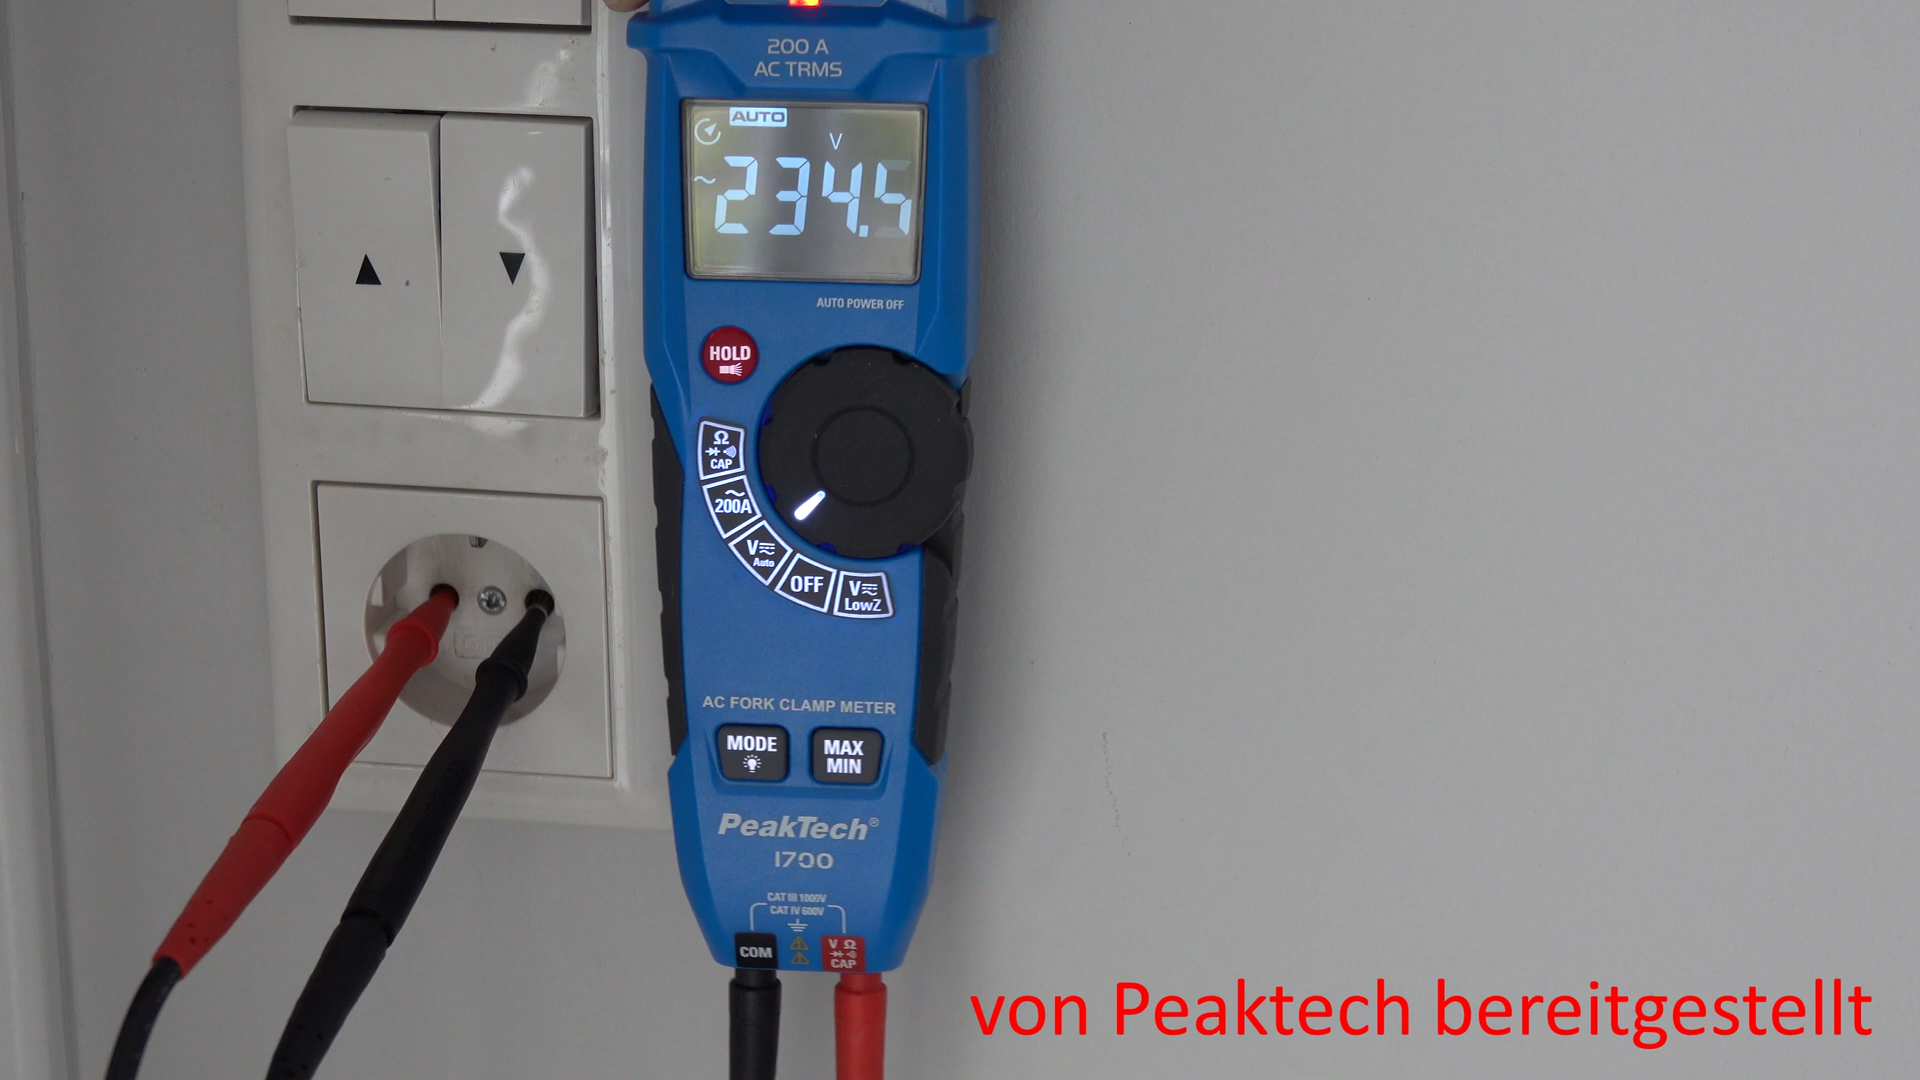 200 A
AC TRMS
AUTO
V
~234.5
AUTO POWER OFF
HOLD
Ω
CAP
200A
V
Auto
OFF
V
LowZ
AC FORK CLAMP METER
MODE
MAX
MIN
PeakTech®
1700
CAT III 1000V
CAT IV 600V
COM
V Ω
CAP
von Peaktech bereitgestellt